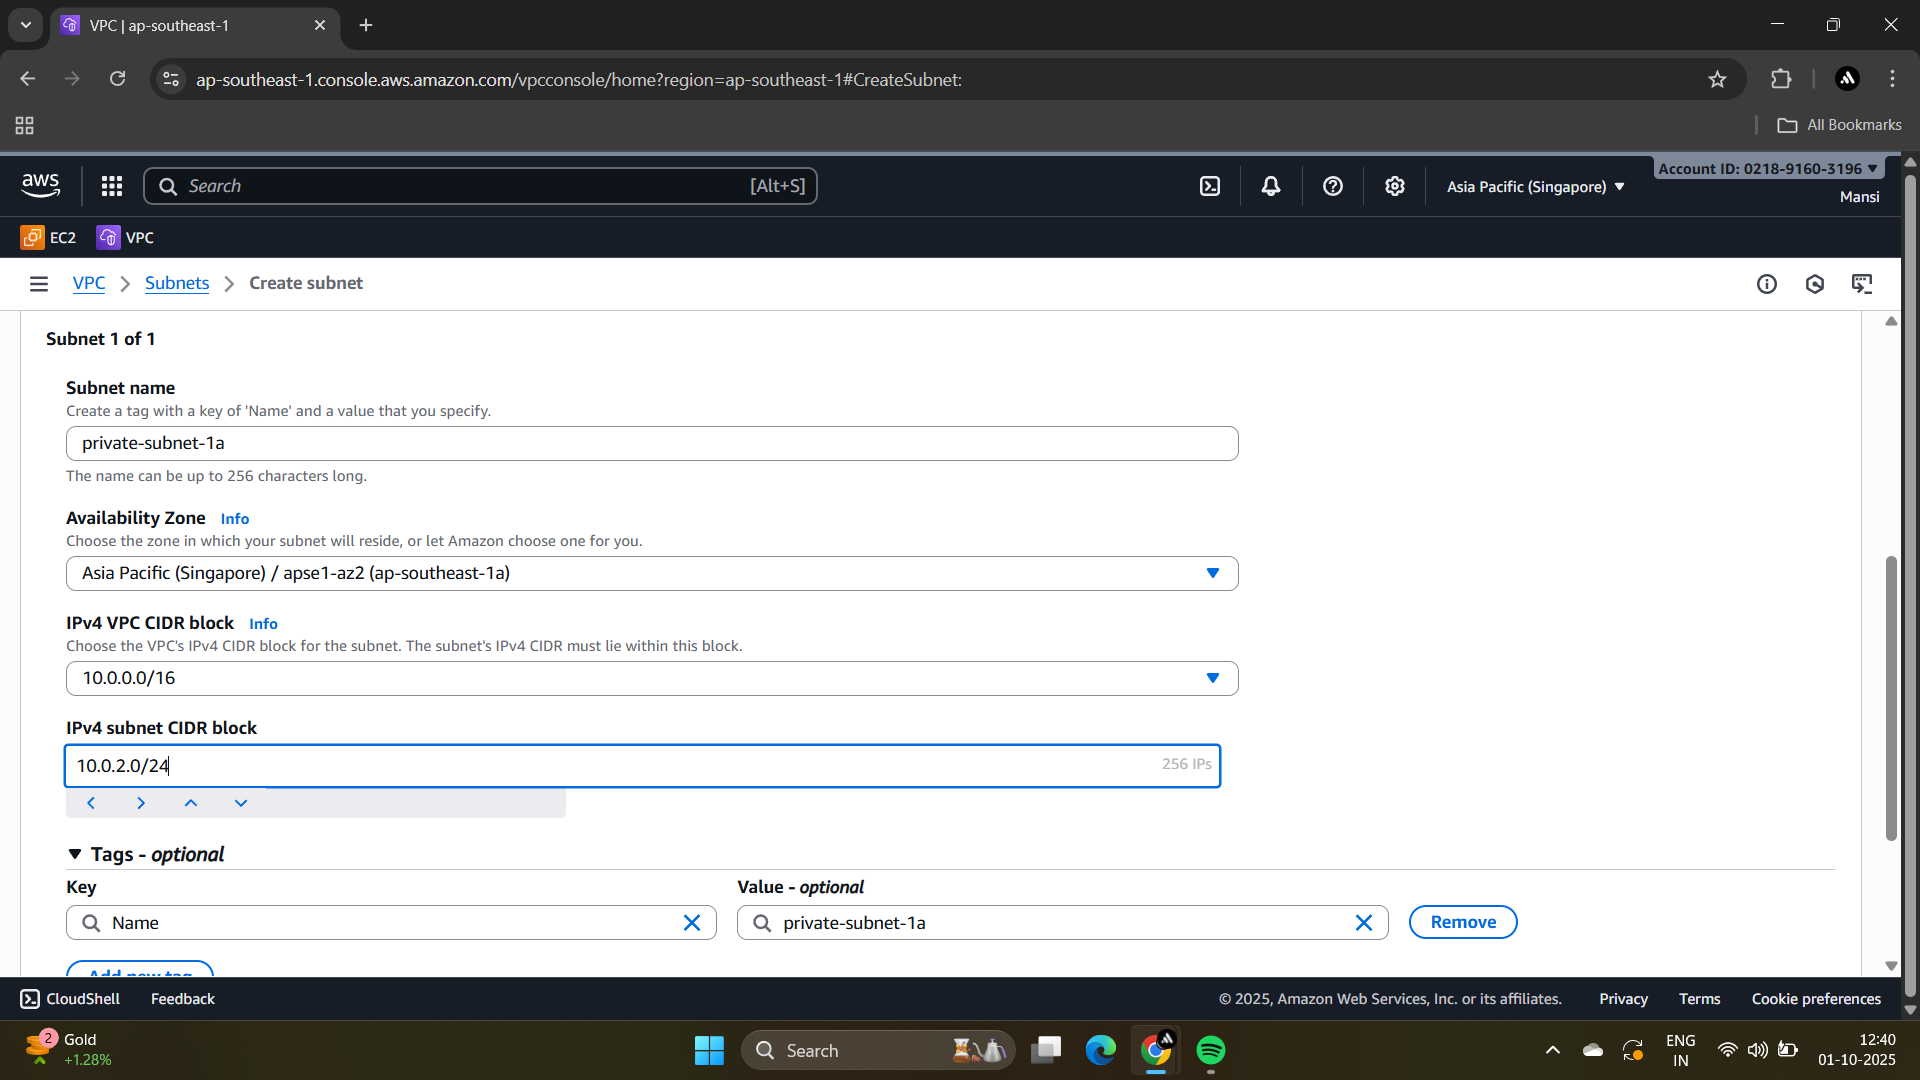 VPC | ap-southeast-1
ap-southeast-1.console.aws.amazon.com/vpcconsole/home?region=ap-southeast-1#CreateSubnet:
All Bookmarks
aws
Search
[Alt+S]
Asia Pacific (Singapore)
Account ID: 0218-9160-3196
Mansi
EC2
VPC
VPC
Subnets
Create subnet
Subnet 1 of 1
Subnet name
Create a tag with a key of 'Name' and a value that you specify.
private-subnet-1a
The name can be up to 256 characters long.
Availability Zone Info
Choose the zone in which your subnet will reside, or let Amazon choose one for you.
Asia Pacific (Singapore) / apse1-az2 (ap-southeast-1a)
IPv4 VPC CIDR block Info
Choose the VPC's IPv4 CIDR block for the subnet. The subnet's IPv4 CIDR must lie within this block.
10.0.0.0/16
IPv4 subnet CIDR block
10.0.2.0/24
256 IPs
Tags - optional
Key
Value - optional
Name
private-subnet-1a
Remove
Add new tag
CloudShell
Feedback
© 2025, Amazon Web Services, Inc. or its affiliates.
Privacy
Terms
Cookie preferences
2
Gold
+1.28%
Search
ENG
IN
12:40
01-10-2025